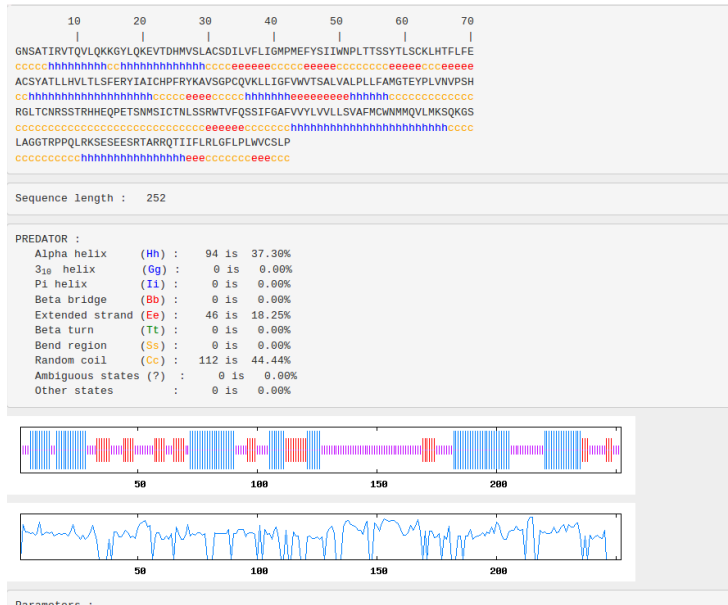 10 20 30 40 50 60 70
| | | | | | |
GNSATIRVTQVLQKKGYLQKEVTDHMVSLACSDILVFLIGMPMEFYSIIWNPLTTSSYTLSCKLHTFLFE
ccccchhhhhhhhhcchhhhhhhhhhhhhcccceeeeeeccccceeeeecccccccceeeeeccceeeee
ACSYATLLHVLTLSFERYIAICHPFRYKAVSGPCQVKLLIGFVWVTSALVALPLLFAMGTEYPLVNVPSH
cchhhhhhhhhhhhhhhhhhhccccceeeeccccchhhhhhheeeeeeeeehhhhhhccccccccccccc
RGLTCNRSSTRHHEQPETSNMSICTNLSSRWTVFQSSIFGAFVVYLVVLLSVAFMCWNMMQVLMKSQKGS
ccccccccccccccccccccccccccccceeeeeeccccccchhhhhhhhhhhhhhhhhhhhhhhhcccc
LAGGTRPPQLRKSESEESRTARRQTIIFLRLGFLPLWVCSLP
cccccccccchhhhhhhhhhhhhhhheeeccccccceeeccc
Sequence length : 252
PREDATOR :
Alpha helix (Hh) : 94 is 37.30%
3₁₀ helix (Gg) : 0 is 0.00%
Pi helix (Ii) : 0 is 0.00%
Beta bridge (Bb) : 0 is 0.00%
Extended strand (Ee) : 46 is 18.25%
Beta turn (Tt) : 0 is 0.00%
Bend region (Ss) : 0 is 0.00%
Random coil (Cc) : 112 is 44.44%
Ambiguous states (?) : 0 is 0.00%
Other states : 0 is 0.00%
50 100 150 200
50 100 150 200
Parameters :